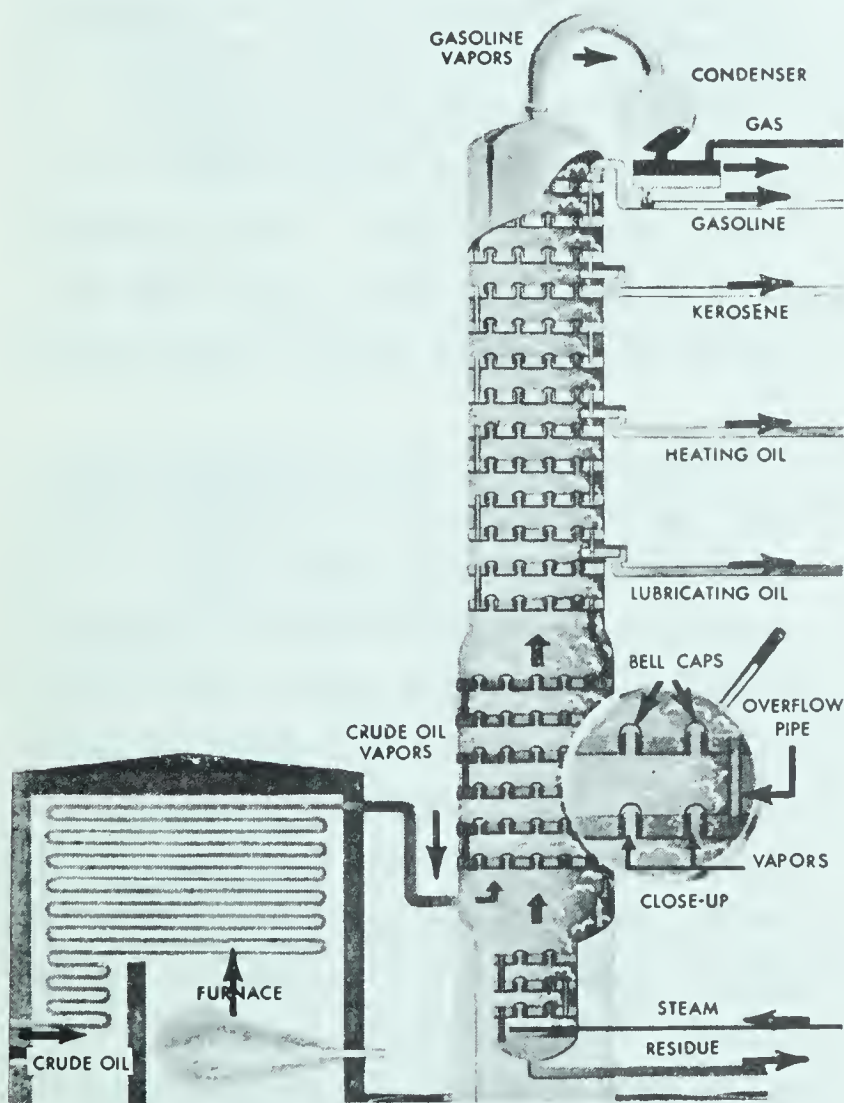 GASOLINE
VAPORS
CONDENSER
GAS
GASOLINE
KEROSENE
HEATING OIL
LUBRICATING OIL
BELL CAPS
OVERFLOW
PIPE
CRUDE OIL
VAPORS
VAPORS
CLOSE-UP
FURNACE
STEAM
CRUDE OIL
RESIDUE